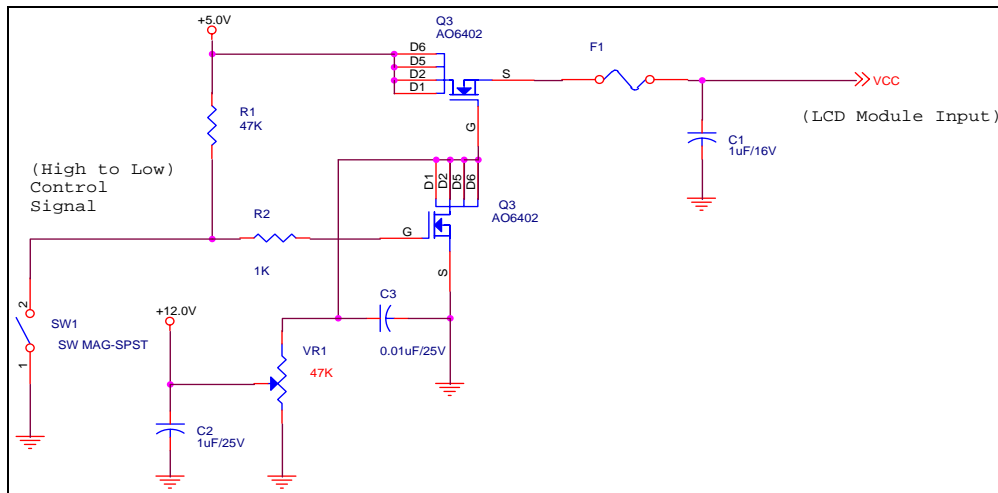 +5.0V
Q3
AO6402
F1
D6
D5
D2
D1
S
VCC
R1
47K
G
(LCD Module Input)
C1
1uF/16V
(High to Low)
Control
Signal
D1
D2
D5
D6
Q3
AO6402
R2
G
1K
S
2
+12.0V
C3
SW1
SW MAG-SPST
1
0.01uF/25V
VR1
47K
C2
1uF/25V